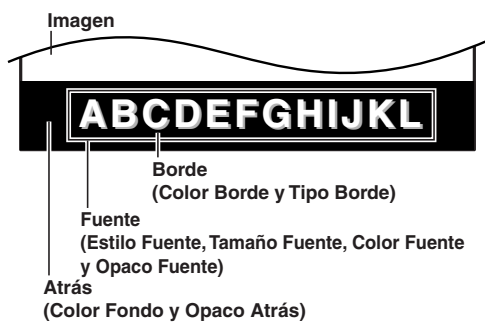 Imagen
ABCDEFGHIJKL
Borde
(Color Borde y Tipo Borde)
Fuente
(Estilo Fuente, Tamaño Fuente, Color Fuente
y Opaco Fuente)
Atrás
(Color Fondo y Opaco Atrás)